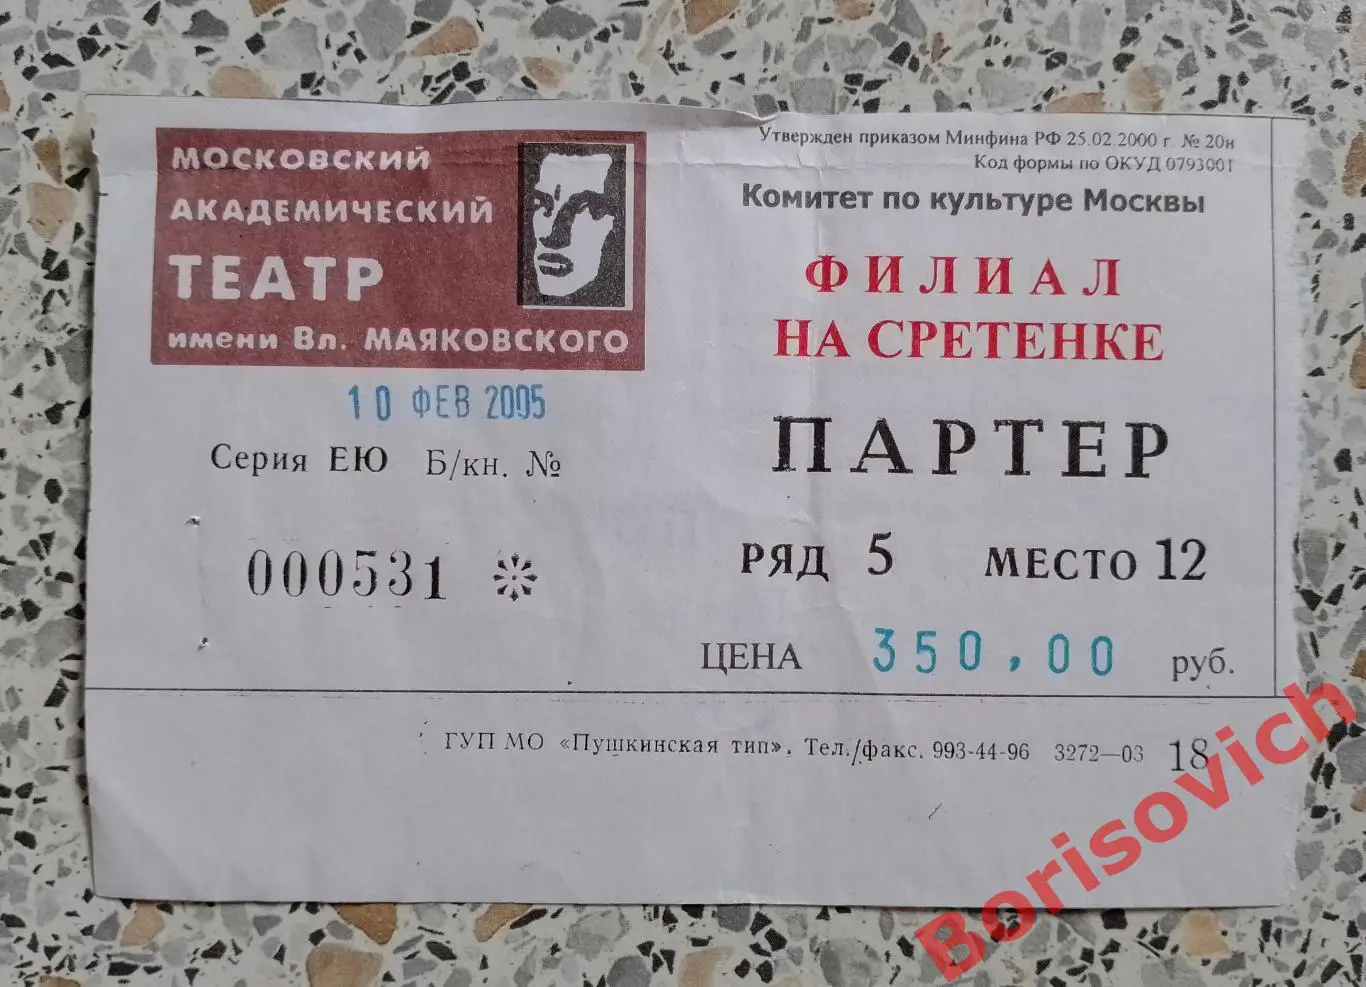 МОСКОВСКИЙ
АКАДЕМИЧЕСКИЙ
ТЕАТР
имени Вл. МАЯКОВСКОГО
10 ФЕВ 2005
Серия ЕЮ Б/кн. №
000531
Утвержден приказом Минфина РФ 25.02.2000 г. № 20н
Код формы по ОКУД 0793001
Комитет по культуре Москвы
ФИЛИАЛ
НА СРЕТЕНКЕ
ПАРТЕР
РЯД 5 МЕСТО 12
ЦЕНА 350,00 руб.
ГУП МО «Пушкинская тип». Тел./факс. 993-44-96 3272—03 18
Borisovich